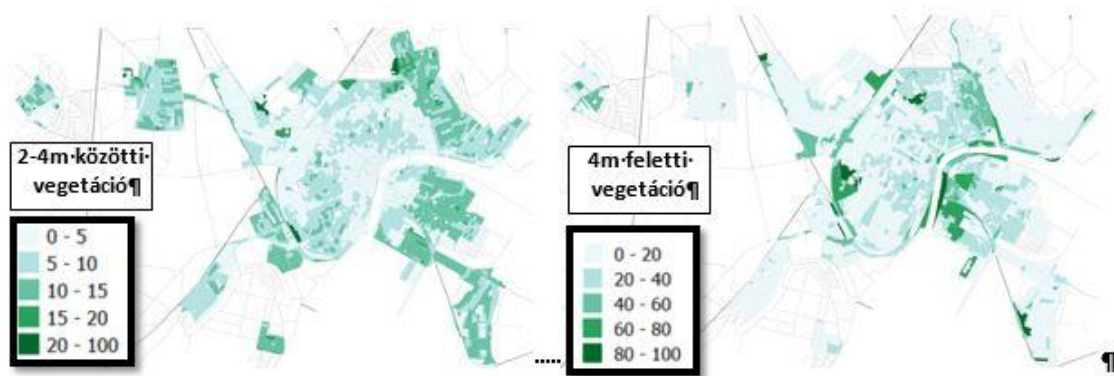 2-4m·közötti·
vegetáció¶
0 - 5
5 - 10
10 - 15
15 - 20
20 - 100
.....
4m·feletti·
vegetáció¶
0 - 20
20 - 40
40 - 60
60 - 80
80 - 100
¶